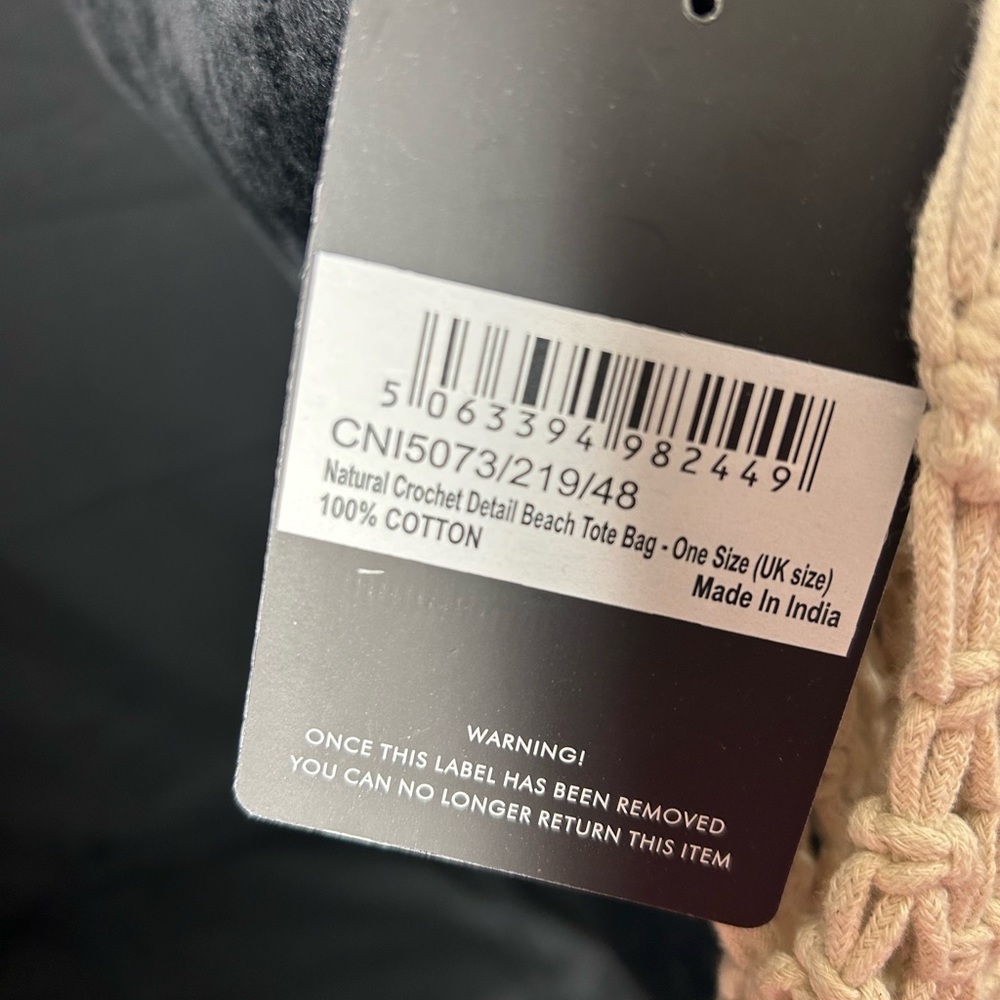 5 063394 982449
CNI5073/219/48
Natural Crochet Detail Beach Tote Bag - One Size (UK size)
100% COTTON
Made In India
WARNING!
ONCE THIS LABEL HAS BEEN REMOVED
YOU CAN NO LONGER RETURN THIS ITEM